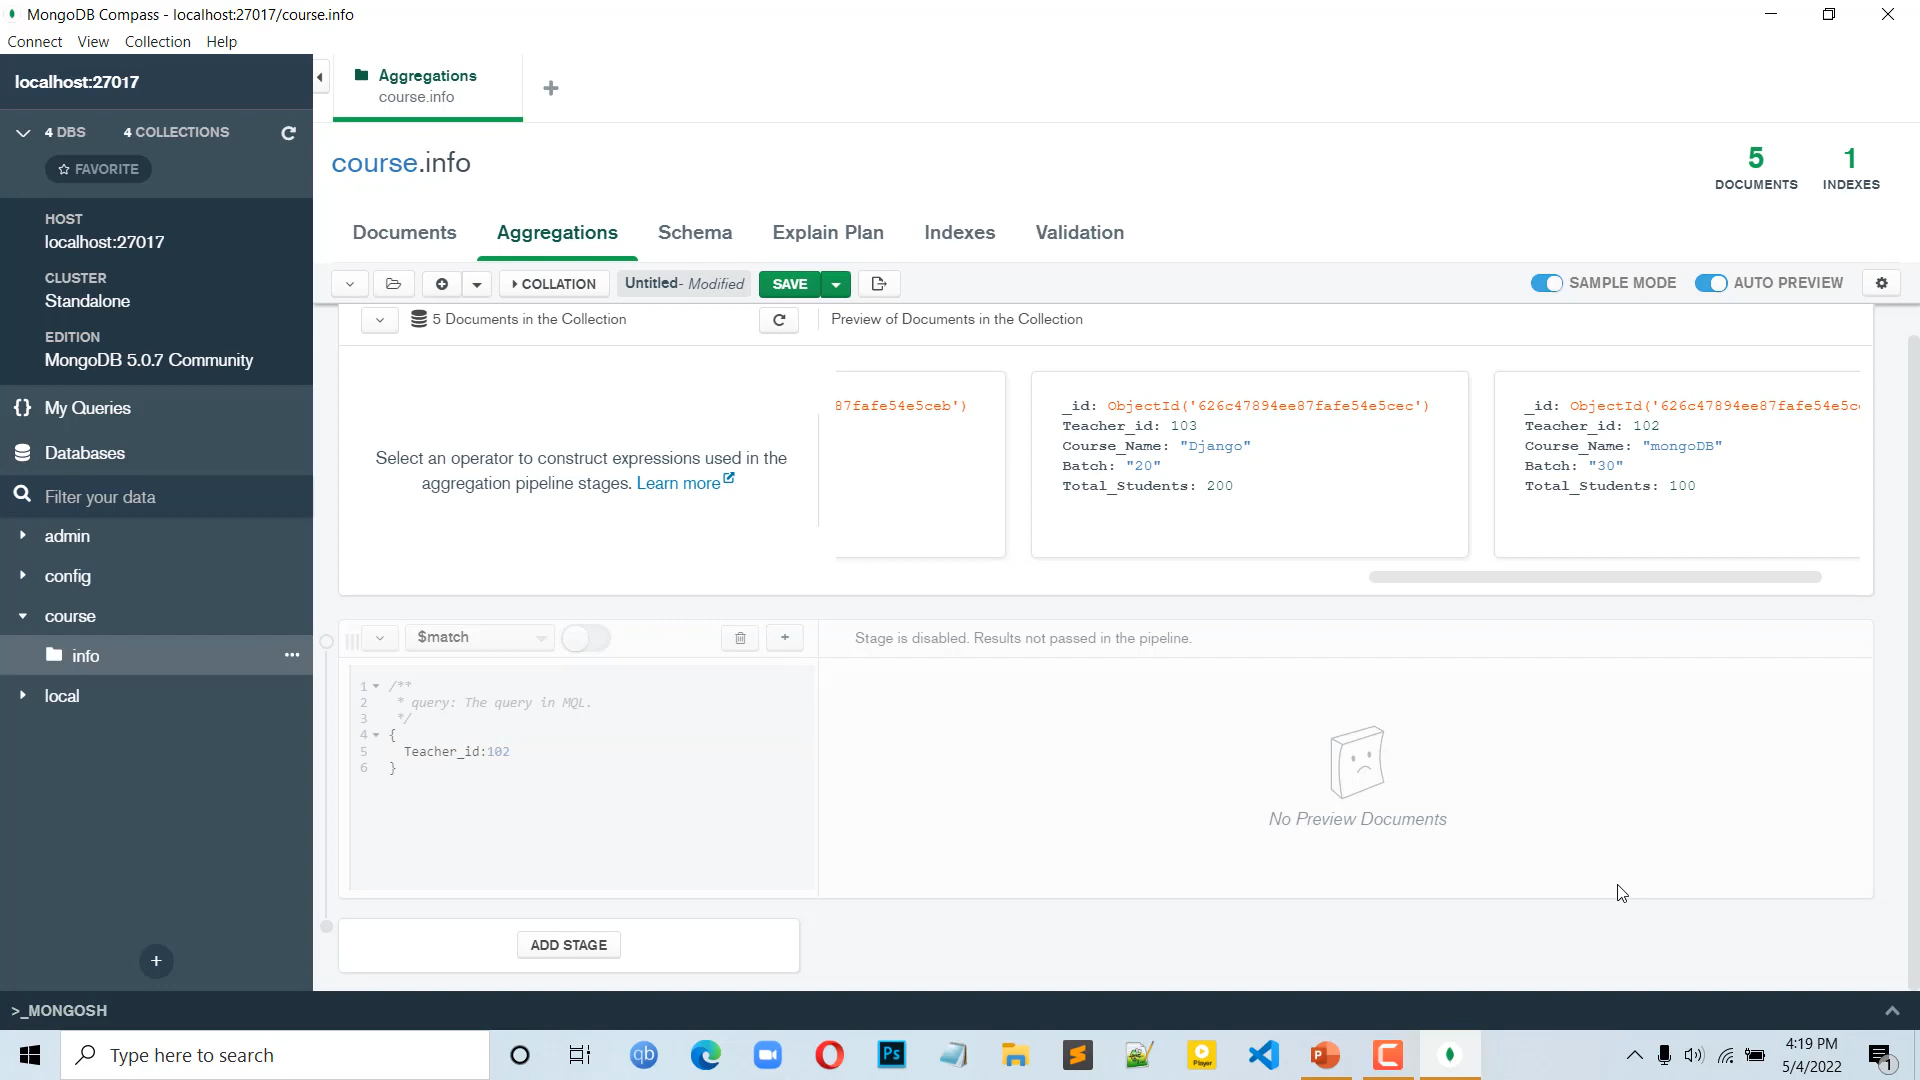 MongoDB Compass - localhost:27017/course.info
Connect View Collection Help
localhost:27017
4 DBS 4 COLLECTIONS
FAVORITE
HOST
localhost:27017
CLUSTER
Standalone
EDITION
MongoDB 5.0.7 Community
{} My Queries
Databases
Filter your data
admin
config
course
info
local
>_MONGOSH
Aggregations
course.info
course.info
5
DOCUMENTS
1
INDEXES
Documents Aggregations Schema Explain Plan Indexes Validation
COLLATION Untitled- Modified SAVE SAMPLE MODE AUTO PREVIEW
5 Documents in the Collection Preview of Documents in the Collection
Select an operator to construct expressions used in the
aggregation pipeline stages. Learn more
87fafe54e5ceb')
_id: ObjectId('626c47894ee87fafe54e5cec')
Teacher_id: 103
Course_Name: "Django"
Batch: "20"
Total_Students: 200
_id: ObjectId('626c47894ee87fafe54e5c
Teacher_id: 102
Course_Name: "mongoDB"
Batch: "30"
Total_Students: 100
$match
Stage is disabled. Results not passed in the pipeline.
1 /**
2 * query: The query in MQL.
3 */
4 {
5 Teacher_id:102
6 }
No Preview Documents
ADD STAGE
Type here to search
qb
Ps
Player
P
4:19 PM
5/4/2022
1